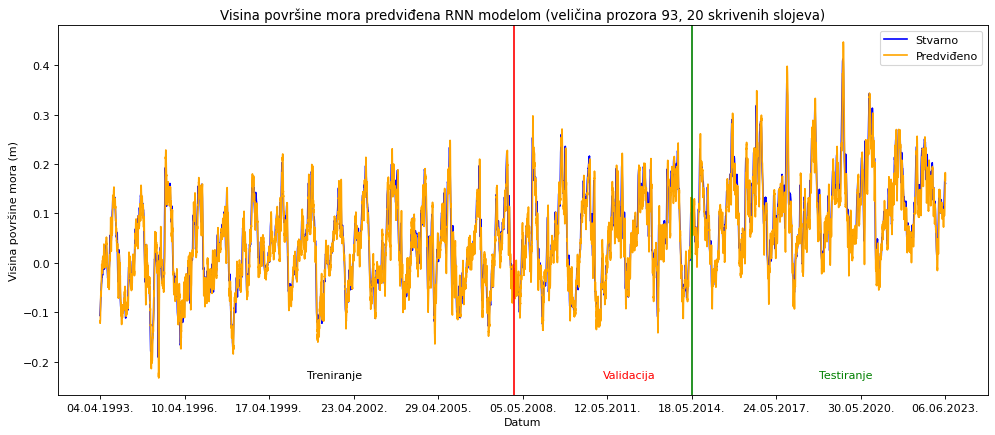 Visina površine mora predviđena RNN modelom (veličina prozora 93, 20 skrivenih slojeva)
Stvarno
Predviđeno
Visina površine mora (m)
0.4
0.3
0.2
0.1
0.0
−0.1
−0.2
Treniranje
Validacija
Testiranje
04.04.1993.
10.04.1996.
17.04.1999.
23.04.2002.
29.04.2005.
05.05.2008.
12.05.2011.
18.05.2014.
24.05.2017.
30.05.2020.
06.06.2023.
Datum